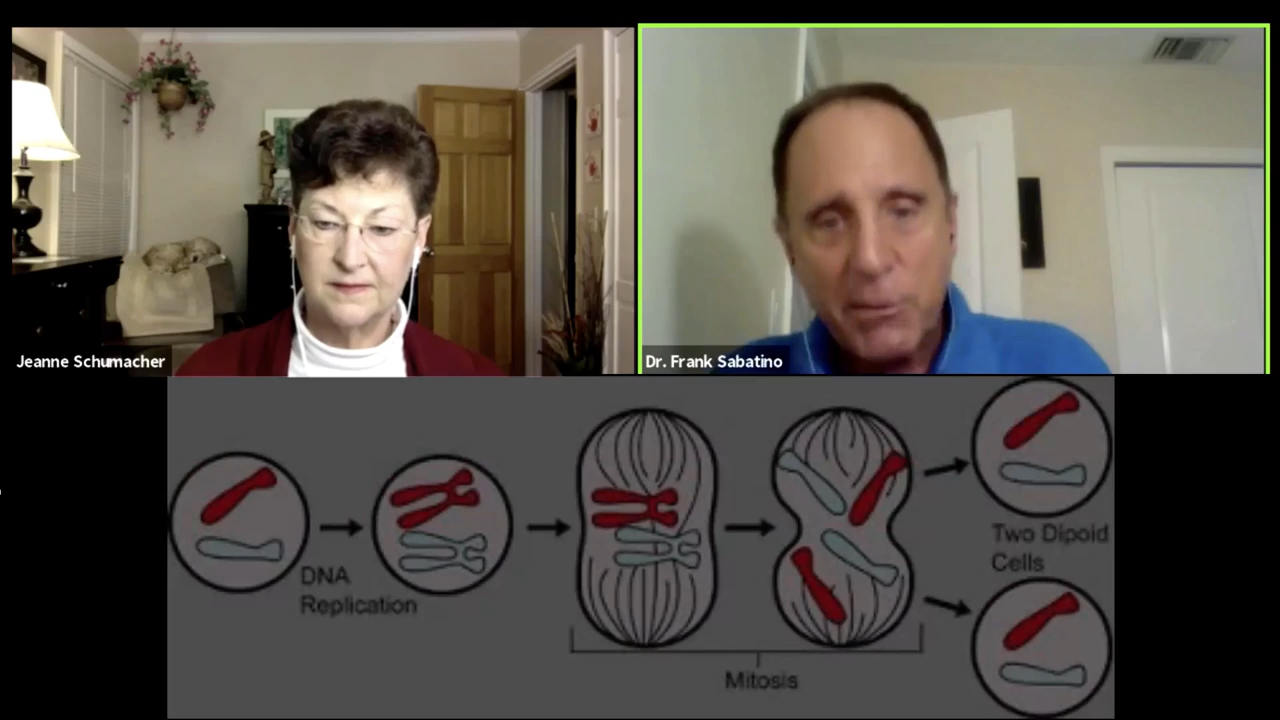 Jeanne Schumacher
Dr. Frank Sabatino
DNA
Replication
Mitosis
Two Dipoid
Cells